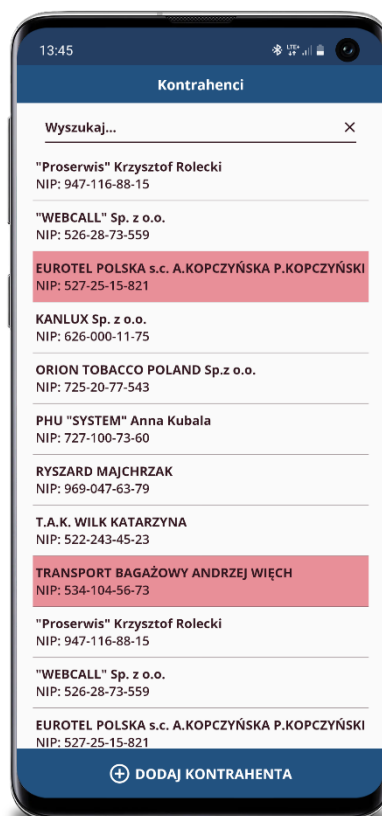 13:45
LTE+
Kontrahenci
Wyszukaj...
"Proserwis" Krzysztof Rolecki
NIP: 947-116-88-15
"WEBCALL" Sp. z o.o.
NIP: 526-28-73-559
EUROTEL POLSKA s.c. A.KOPCZYŃSKA P.KOPCZYŃSKI
NIP: 527-25-15-821
KANLUX Sp. z o.o.
NIP: 626-000-11-75
ORION TOBACCO POLAND Sp.z o.o.
NIP: 725-20-77-543
PHU "SYSTEM" Anna Kubala
NIP: 727-100-73-60
RYSZARD MAJCHRZAK
NIP: 969-047-63-79
T.A.K. WILK KATARZYNA
NIP: 522-243-45-23
TRANSPORT BAGAŻOWY ANDRZEJ WIĘCH
NIP: 534-104-56-73
"Proserwis" Krzysztof Rolecki
NIP: 947-116-88-15
"WEBCALL" Sp. z o.o.
NIP: 526-28-73-559
EUROTEL POLSKA s.c. A.KOPCZYŃSKA P.KOPCZYŃSKI
NIP: 527-25-15-821
DODAJ KONTRAHENTA